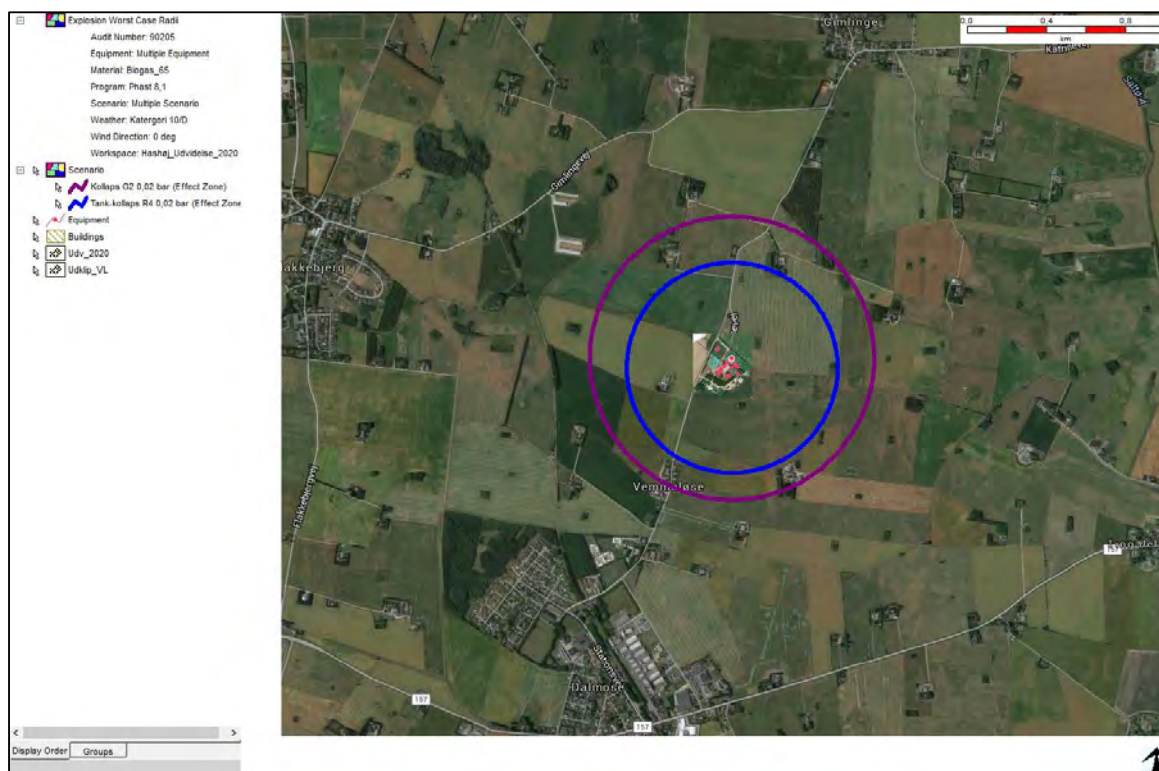 Explosion Worst Case Radii
Audit Number: 90205
Equipment: Multiple Equipment
Material: Biogas_65
Program: Phast 8,1
Scenario: Multiple Scenario
Weather: Katergori 10/D
Wind Direction: 0 deg
Workspace: Hashøj_Udvidelse_2020
Scenario
Kollaps G2 0,02 bar (Effect Zone)
Tank-kollaps R4 0,02 bar (Effect Zone
Equipment
Buildings
Udv_2020
Udklip_VL
Display Order
Groups
0,0
0,4
0,8
km
Gimlinge
Gimlingevej
lakkebjerg
Flakkebjergvej
Vemmeløse
Stationsvej
Dalmose
157
157
157